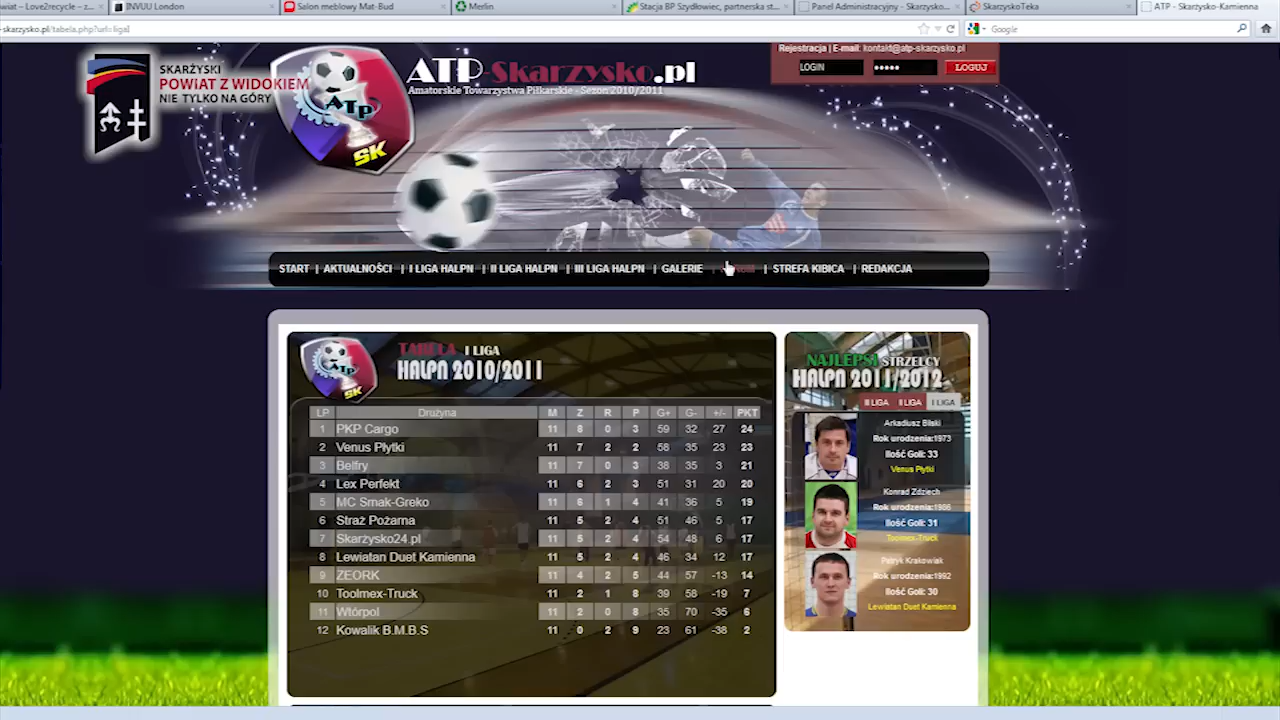 wiat – Love2recycle – z...
INVUU London
Salon meblowy Mat-Bud
Merlin
Stacja BP Szydłowiec, partnerska st...
Panel Administracyjny - Skarżysko...
SkarzyskoTeka
ATP - Skarżysko-Kamienna
-skarzysko.pl/tabela.php?url=liga1
Google
SKARŻYSKI
POWIAT Z WIDOKIEM
NIE TYLKO NA GÓRY
ATP
SK
ATP-Skarzysko.pl
Amatorskie Towarzystwa Piłkarskie - Sezon 2010/2011
Rejestracja | E-mail: kontakt@atp-skarzysko.pl
LOGIN ••••• LOGUJ
START | AKTUALNOŚCI | I LIGA HALPN | II LIGA HALPN | III LIGA HALPN | GALERIE | STREFA KIBICA | REDAKCJA
ATP
SK
TABELA I LIGA
HALPN 2010/2011
LP Drużyna M Z R P G+ G- +/- PKT
1 PKP Cargo 11 8 0 3 59 32 27 24
2 Venus Płytki 11 7 2 2 58 35 23 23
3 Belfry 11 7 0 3 38 35 3 21
4 Lex Perfekt 11 6 2 3 51 31 20 20
5 MC Smak-Greko 11 6 1 4 41 36 5 19
6 Straż Pożarna 11 5 2 4 51 46 5 17
7 Skarżysko24.pl 11 5 2 4 54 48 6 17
8 Lewiatan Duet Kamienna 11 5 2 4 46 34 12 17
9 ZEORK 11 4 2 5 44 57 -13 14
10 Toolmex-Truck 11 2 1 8 39 58 -19 7
11 Wtórpol 11 2 0 8 35 70 -35 6
12 Kowalik B.M.B.S 11 0 2 9 23 61 -38 2
NAJLEPSI STRZELCY
HALPN 2011/2012
III LIGA II LIGA I LIGA
Arkadiusz Bilski
Rok urodzenia:1973
Ilość Goli: 33
Venus Płytki
Konrad Zdziech
Rok urodzenia:1986
Ilość Goli: 31
Toolmex-Truck
Patryk Krakowiak
Rok urodzenia:1992
Ilość Goli: 30
Lewiatan Duet Kamienna